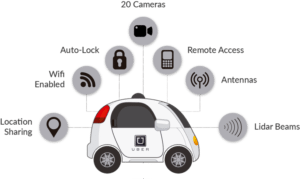 20 Cameras
Auto-Lock
Remote Access
Wifi
Enabled
Antennas
Location
Sharing
Lidar Beams
UBER